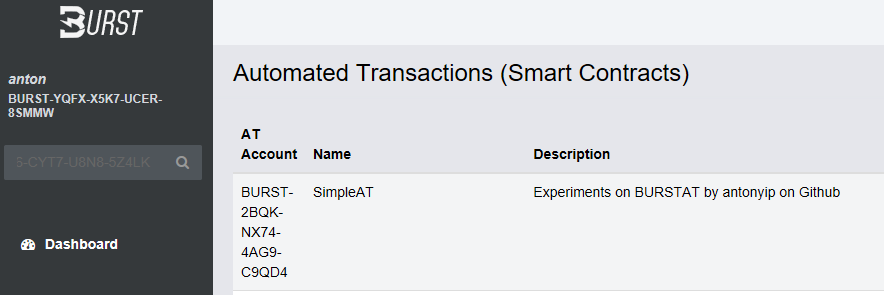 BURST
anton
BURST-YQFX-X5K7-UCER-
8SMMW
S-CYT7-U8N8-5Z4LK
Dashboard
Automated Transactions (Smart Contracts)
AT
Account Name Description
BURST- SimpleAT Experiments on BURSTAT by antonyip on Github
2BQK-
NX74-
4AG9-
C9QD4